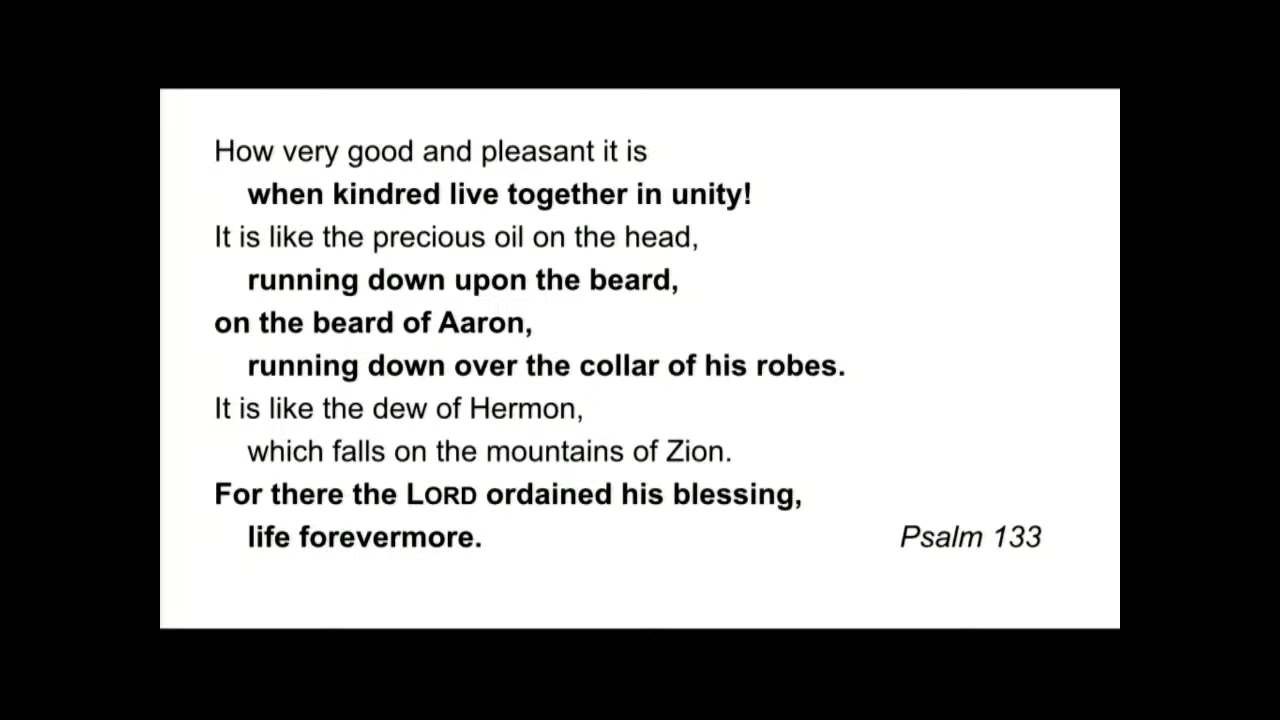 How very good and pleasant it is
when kindred live together in unity!
It is like the precious oil on the head,
running down upon the beard,
on the beard of Aaron,
running down over the collar of his robes.
It is like the dew of Hermon,
which falls on the mountains of Zion.
For there the LORD ordained his blessing,
life forevermore.
Psalm 133